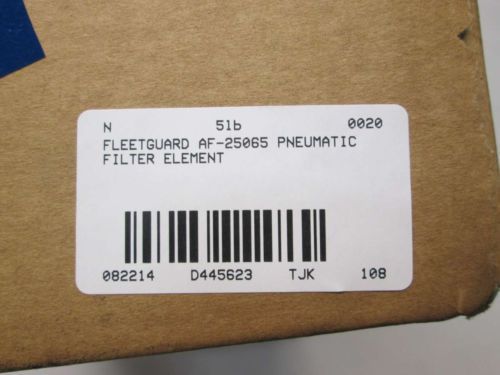 N 51b 0020
FLEETGUARD AF-25065 PNEUMATIC
FILTER ELEMENT
082214 D445623 TJK 108